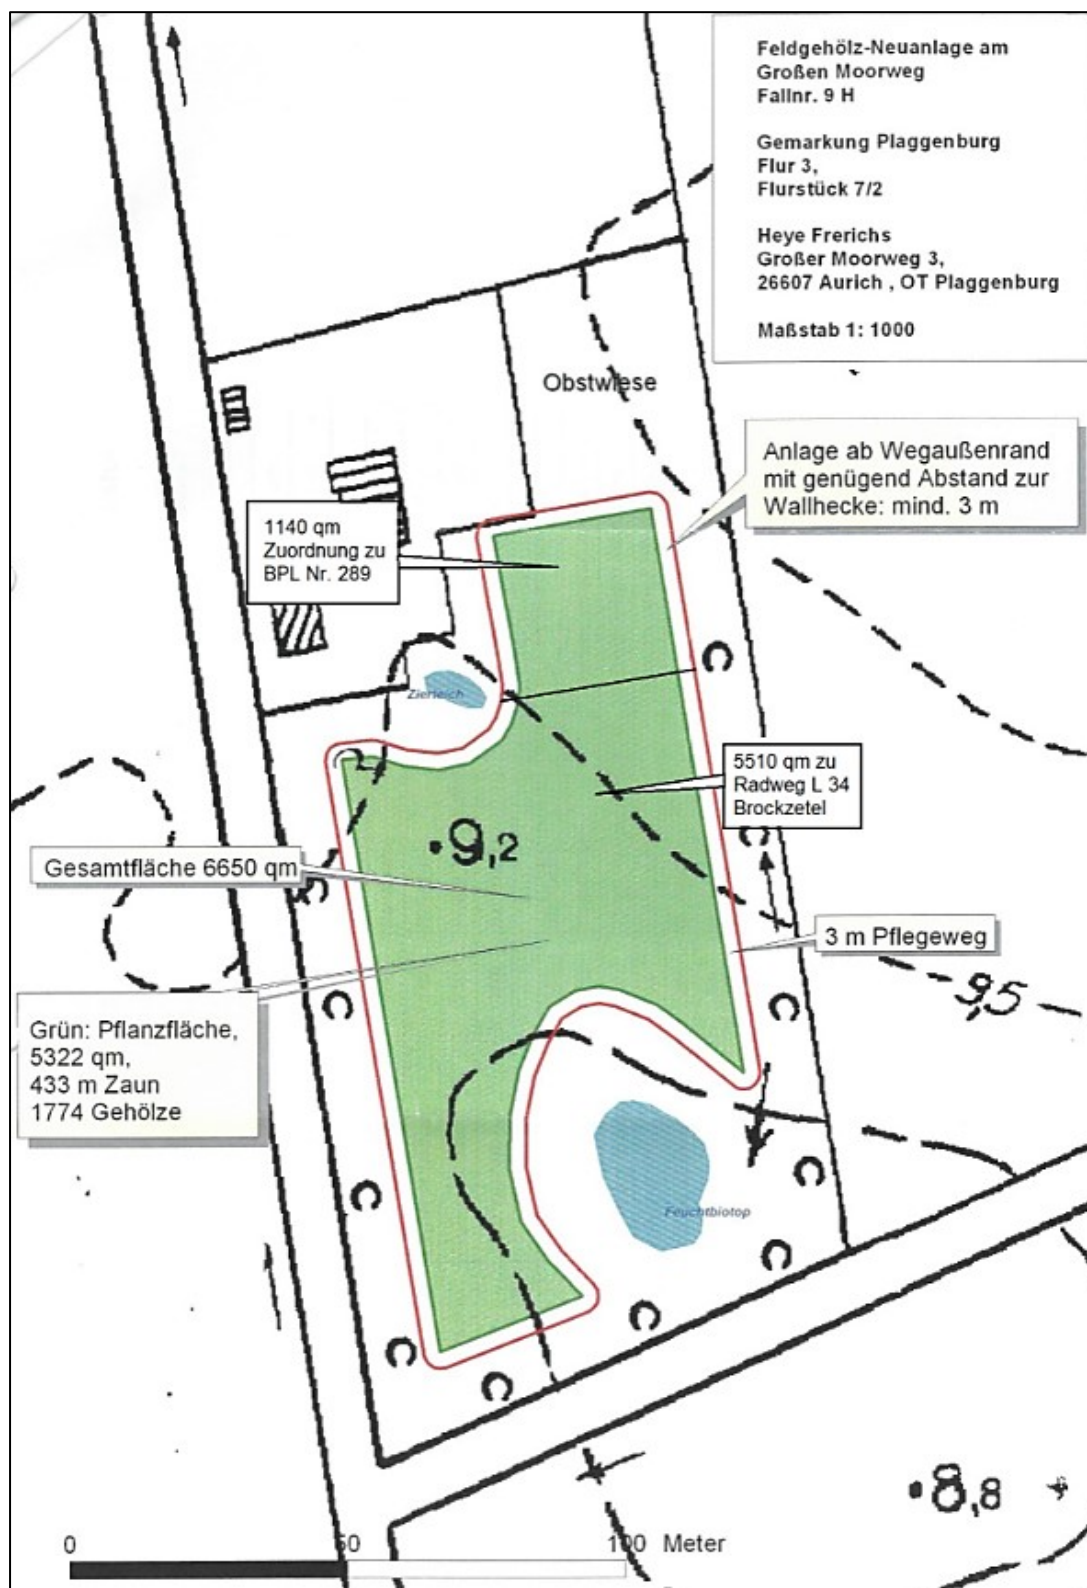 Feldgehölz-Neuanlage am
Großen Moorweg
Fallnr. 9 H
Gemarkung Plaggenburg
Flur 3,
Flurstück 7/2
Heye Frerichs
Großer Moorweg 3,
26607 Aurich , OT Plaggenburg
Maßstab 1: 1000
Obstwiese
Anlage ab Wegaußenrand
mit genügend Abstand zur
Wallhecke: mind. 3 m
1140 qm
Zuordnung zu
BPL Nr. 289
Zierteich
5510 qm zu
Radweg L 34
Brockzetel
9,2
Gesamtfläche 6650 qm
3 m Pflegeweg
9,5
Grün: Pflanzfläche,
5322 qm,
433 m Zaun
1774 Gehölze
Feuchtbiotop
8,8
0 50 100 Meter